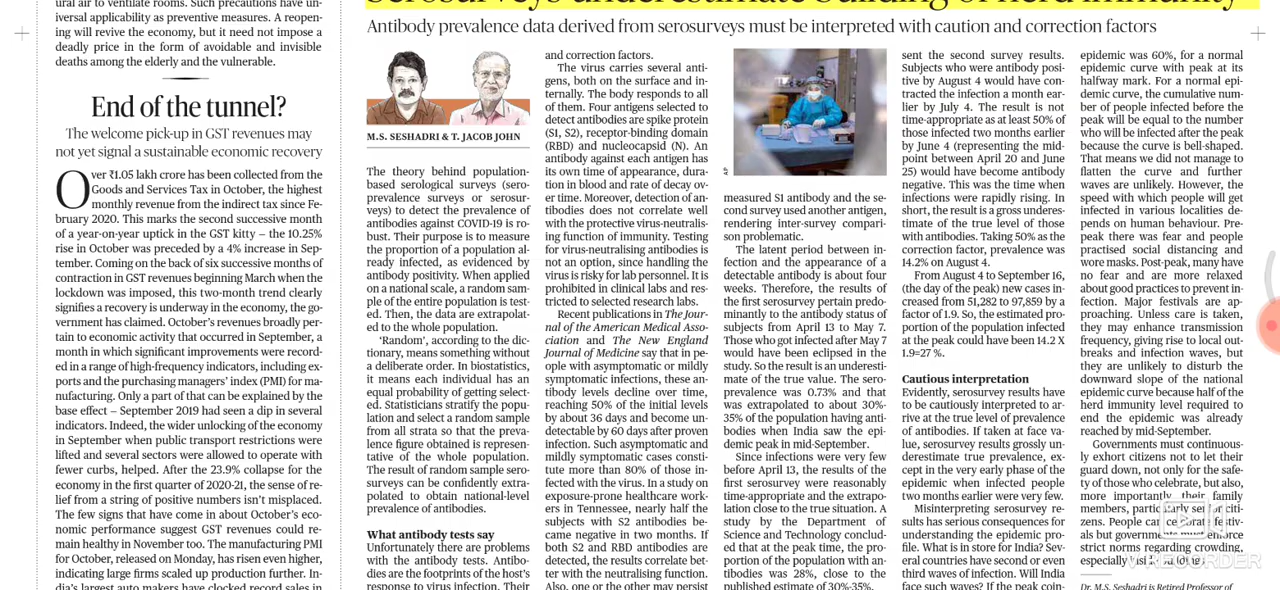 ural air to ventilate rooms. Such precautions have un-
iversal applicability as preventive measures. A reopen-
ing will revive the economy, but it need not impose a
deadly price in the form of avoidable and invisible
deaths among the elderly and the vulnerable.
End of the tunnel?
The welcome pick-up in GST revenues may
not yet signal a sustainable economic recovery
Over ₹1.05 lakh crore has been collected from the
Goods and Services Tax in October, the highest
monthly revenue from the indirect tax since Fe-
bruary 2020. This marks the second successive month
of a year-on-year uptick in the GST kitty – the 10.25%
rise in October was preceded by a 4% increase in Sep-
tember. Coming on the back of six successive months of
contraction in GST revenues beginning March when the
lockdown was imposed, this two-month trend clearly
signifies a recovery is underway in the economy, the go-
vernment has claimed. October's revenues broadly per-
tain to economic activity that occurred in September, a
month in which significant improvements were record-
ed in a range of high-frequency indicators, including ex-
ports and the purchasing managers' index (PMI) for ma-
nufacturing. Only a part of that can be explained by the
base effect – September 2019 had seen a dip in several
indicators. Indeed, the wider unlocking of the economy
in September when public transport restrictions were
lifted and several sectors were allowed to operate with
fewer curbs, helped. After the 23.9% collapse for the
economy in the first quarter of 2020-21, the sense of re-
lief from a string of positive numbers isn't misplaced.
The few signs that have come in about October's eco-
nomic performance suggest GST revenues could re-
main healthy in November too. The manufacturing PMI
for October, released on Monday, has risen even higher,
indicating large firms scaled up production further. In-
dia's largest auto makers have clocked record sales in
Serosurveys underestimate building of herd immunity
Antibody prevalence data derived from serosurveys must be interpreted with caution and correction factors
M.S. SESHADRI & T. JACOB JOHN
The theory behind population-
based serological surveys (sero-
prevalence surveys or serosur-
veys) to detect the prevalence of
antibodies against COVID-19 is ro-
bust. Their purpose is to measure
the proportion of a population al-
ready infected, as evidenced by
antibody positivity. When applied
on a national scale, a random sam-
ple of the entire population is test-
ed. Then, the data are extrapolat-
ed to the whole population.
'Random', according to the dic-
tionary, means something without
a deliberate order. In biostatistics,
it means each individual has an
equal probability of getting select-
ed. Statisticians stratify the popu-
lation and select a random sample
from all strata so that the preva-
lence figure obtained is represen-
tative of the whole population.
The result of random sample sero-
surveys can be confidently extra-
polated to obtain national-level
prevalence of antibodies.
What antibody tests say
Unfortunately there are problems
with the antibody tests. Antibo-
dies are the footprints of the host's
response to virus infection. Their
and correction factors.
The virus carries several anti-
gens, both on the surface and in-
ternally. The body responds to all
of them. Four antigens selected to
detect antibodies are spike protein
(S1, S2), receptor-binding domain
(RBD) and nucleocapsid (N). An
antibody against each antigen has
its own time of appearance, dura-
tion in blood and rate of decay ov-
er time. Moreover, detection of an-
tibodies does not correlate well
with the protective virus-neutralis-
ing function of immunity. Testing
for virus-neutralising antibodies is
not an option, since handling the
virus is risky for lab personnel. It is
prohibited in clinical labs and res-
tricted to selected research labs.
Recent publications in The Jour-
nal of the American Medical Asso-
ciation and The New England
Journal of Medicine say that in pe-
ople with asymptomatic or mildly
symptomatic infections, these an-
tibody levels decline over time,
reaching 50% of the initial levels
by about 36 days and become un-
detectable by 60 days after proven
infection. Such asymptomatic and
mildly symptomatic cases consti-
tute more than 80% of those in-
fected with the virus. In a study on
exposure-prone healthcare work-
ers in Tennessee, nearly half the
subjects with S2 antibodies be-
came negative in two months. If
both S2 and RBD antibodies are
detected, the results correlate bet-
ter with the neutralising function.
Also, one or the other may persist
measured S1 antibody and the se-
cond survey used another antigen,
rendering inter-survey compari-
son problematic.
The latent period between in-
fection and the appearance of a
detectable antibody is about four
weeks. Therefore, the results of
the first serosurvey pertain predo-
minantly to the antibody status of
subjects from April 13 to May 7.
Those who got infected after May 7
would have been eclipsed in the
study. So the result is an underesti-
mate of the true value. The sero-
prevalence was 0.73% and that
was extrapolated to about 30%-
35% of the population having anti-
bodies when India saw the epi-
demic peak in mid-September.
Since infections were very few
before April 13, the results of the
first serosurvey were reasonably
time-appropriate and the extrapo-
lation close to the true situation. A
study by the Department of
Science and Technology conclud-
ed that at the peak time, the pro-
portion of the population with an-
tibodies was 28%, close to the
published estimate of 30%-35%.
sent the second survey results.
Subjects who were antibody posi-
tive by August 4 would have con-
tracted the infection a month ear-
lier by July 4. The result is not
time-appropriate as at least 50% of
those infected two months earlier
by June 4 (representing the mid-
point between April 20 and June
25) would have become antibody
negative. This was the time when
infections were rapidly rising. In
short, the result is a gross underes-
timate of the true level of those
with antibodies. Taking 50% as the
correction factor, prevalence was
14.2% on August 4.
From August 4 to September 16,
(the day of the peak) new cases in-
creased from 51,282 to 97,859 by a
factor of 1.9. So, the estimated pro-
portion of the population infected
at the peak could have been 14.2 X
1.9=27 %.
Cautious interpretation
Evidently, serosurvey results have
to be cautiously interpreted to ar-
rive at the true level of prevalence
of antibodies. If taken at face va-
lue, serosurvey results grossly un-
derestimate true prevalence, ex-
cept in the very early phase of the
epidemic when infected people
two months earlier were very few.
Misinterpreting serosurvey re-
sults has serious consequences for
understanding the epidemic pro-
file. What is in store for India? Sev-
eral countries have second or even
third waves of infection. Will India
face such waves? If the peak coin-
epidemic was 60%, for a normal
epidemic curve with peak at its
halfway mark. For a normal epi-
demic curve, the cumulative num-
ber of people infected before the
peak will be equal to the number
who will be infected after the peak
because the curve is bell-shaped.
That means we did not manage to
flatten the curve and further
waves are unlikely. However, the
speed with which people will get
infected in various localities de-
pends on human behaviour. Pre-
peak there was fear and people
practised social distancing and
wore masks. Post-peak, many have
no fear and are more relaxed
about good practices to prevent in-
fection. Major festivals are ap-
proaching. Unless care is taken,
they may enhance transmission
frequency, giving rise to local out-
breaks and infection waves, but
they are unlikely to disturb the
downward slope of the national
epidemic curve because half of the
herd immunity level required to
end the epidemic was already
reached by mid-September.
Governments must continuous-
ly exhort citizens not to let their
guard down, not only for the safe-
ty of those who celebrate, but also,
more importantly, their family
members, particularly senior citi-
zens. People can celebrate festiv-
als but governments must enforce
strict norms regarding crowding,
especially
V RECORDER
Dr. M.S. Seshadri is Retired Professor of